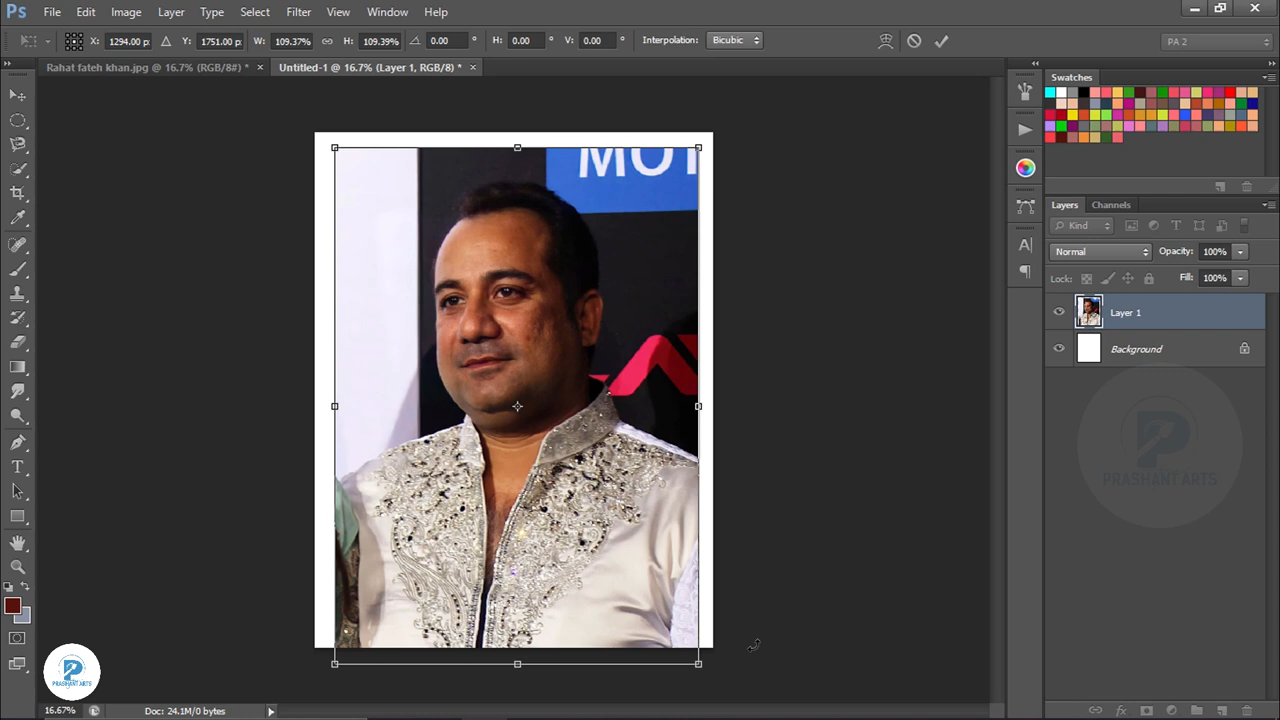 Ps File Edit Image Layer Type Select Filter View Window Help
X: 1294.00 p: Y: 1751.00 p: W: 109.37% H: 109.39% 0.00 ° H: 0.00 ° V: 0.00 ° Interpolation: Bicubic PA 2
Rahat fateh khan.jpg @ 16.7% (RGB/8#) * × Untitled-1 @ 16.7% (Layer 1, RGB/8) * ×
Swatches
MOT
Layers Channels
Kind
Normal Opacity: 100%
Lock: Fill: 100%
Layer 1
Background
PRASHANT ARTS
PRASHANT ARTS
16.67% Doc: 24.1M/0 bytes